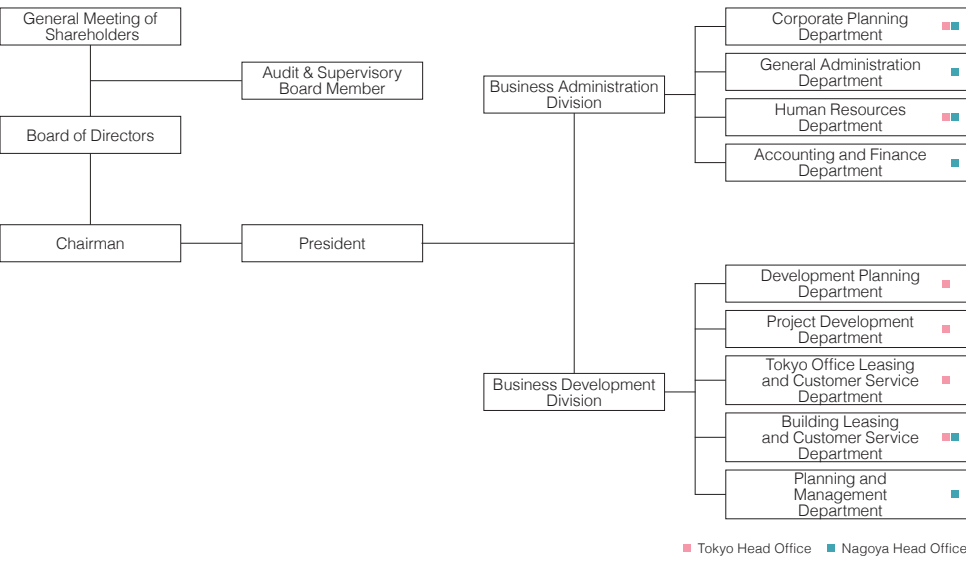 General Meeting of
Shareholders
Audit & Supervisory
Board Member
Board of Directors
Chairman
President
Business Administration
Division
Corporate Planning
Department
General Administration
Department
Human Resources
Department
Accounting and Finance
Department
Business Development
Division
Development Planning
Department
Project Development
Department
Tokyo Office Leasing
and Customer Service
Department
Building Leasing
and Customer Service
Department
Planning and
Management
Department
Tokyo Head Office
Nagoya Head Office